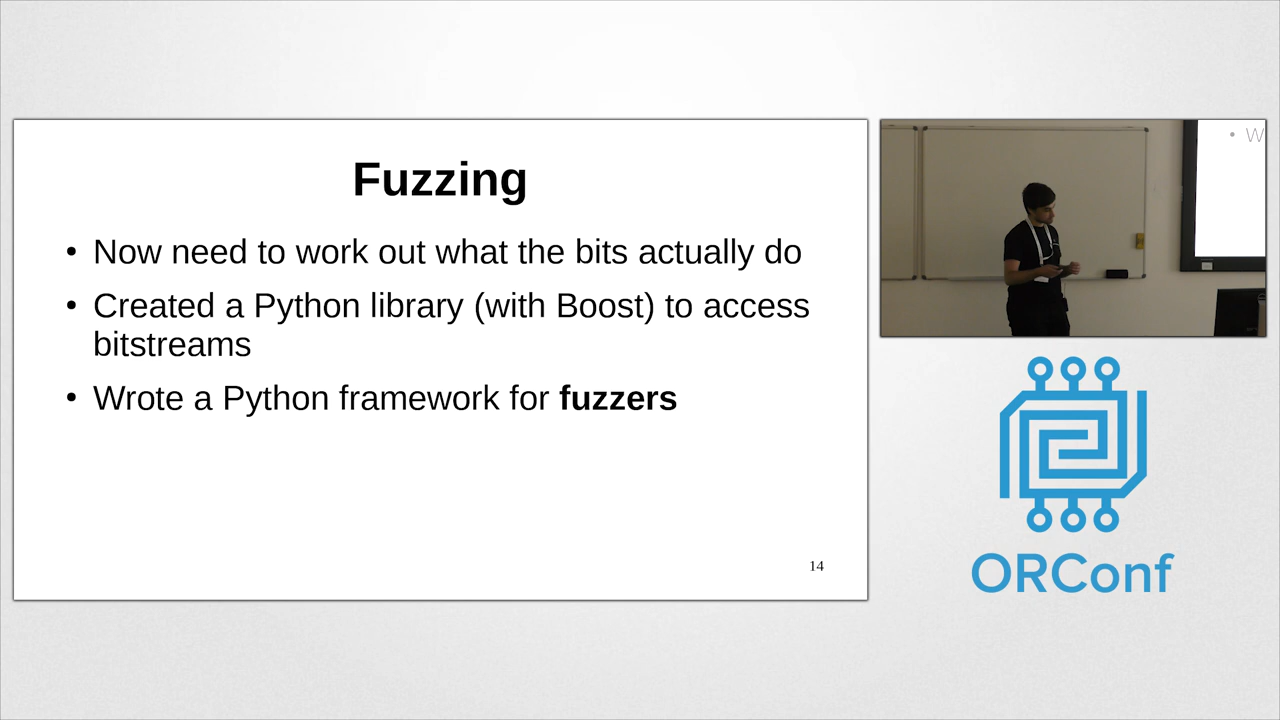 Fuzzing
• Now need to work out what the bits actually do
• Created a Python library (with Boost) to access
bitstreams
• Wrote a Python framework for fuzzers
14
• W
ORConf